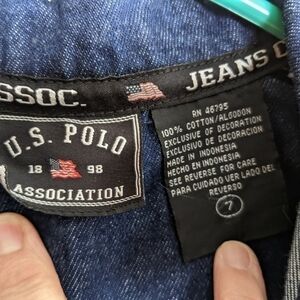 SSOC.
JEANS C
U.S. POLO
18 98
ASSOCIATION
RN 46795
100% COTTON/ALGODON
EXCLUSIVE OF DECORATION
EXCLUSIVO DE DECORACION
MADE IN INDONESIA
HECHO EN INDONESIA
SEE REVERSE FOR CARE
PARA CUIDADO VER LADO DEL
REVERSO
7